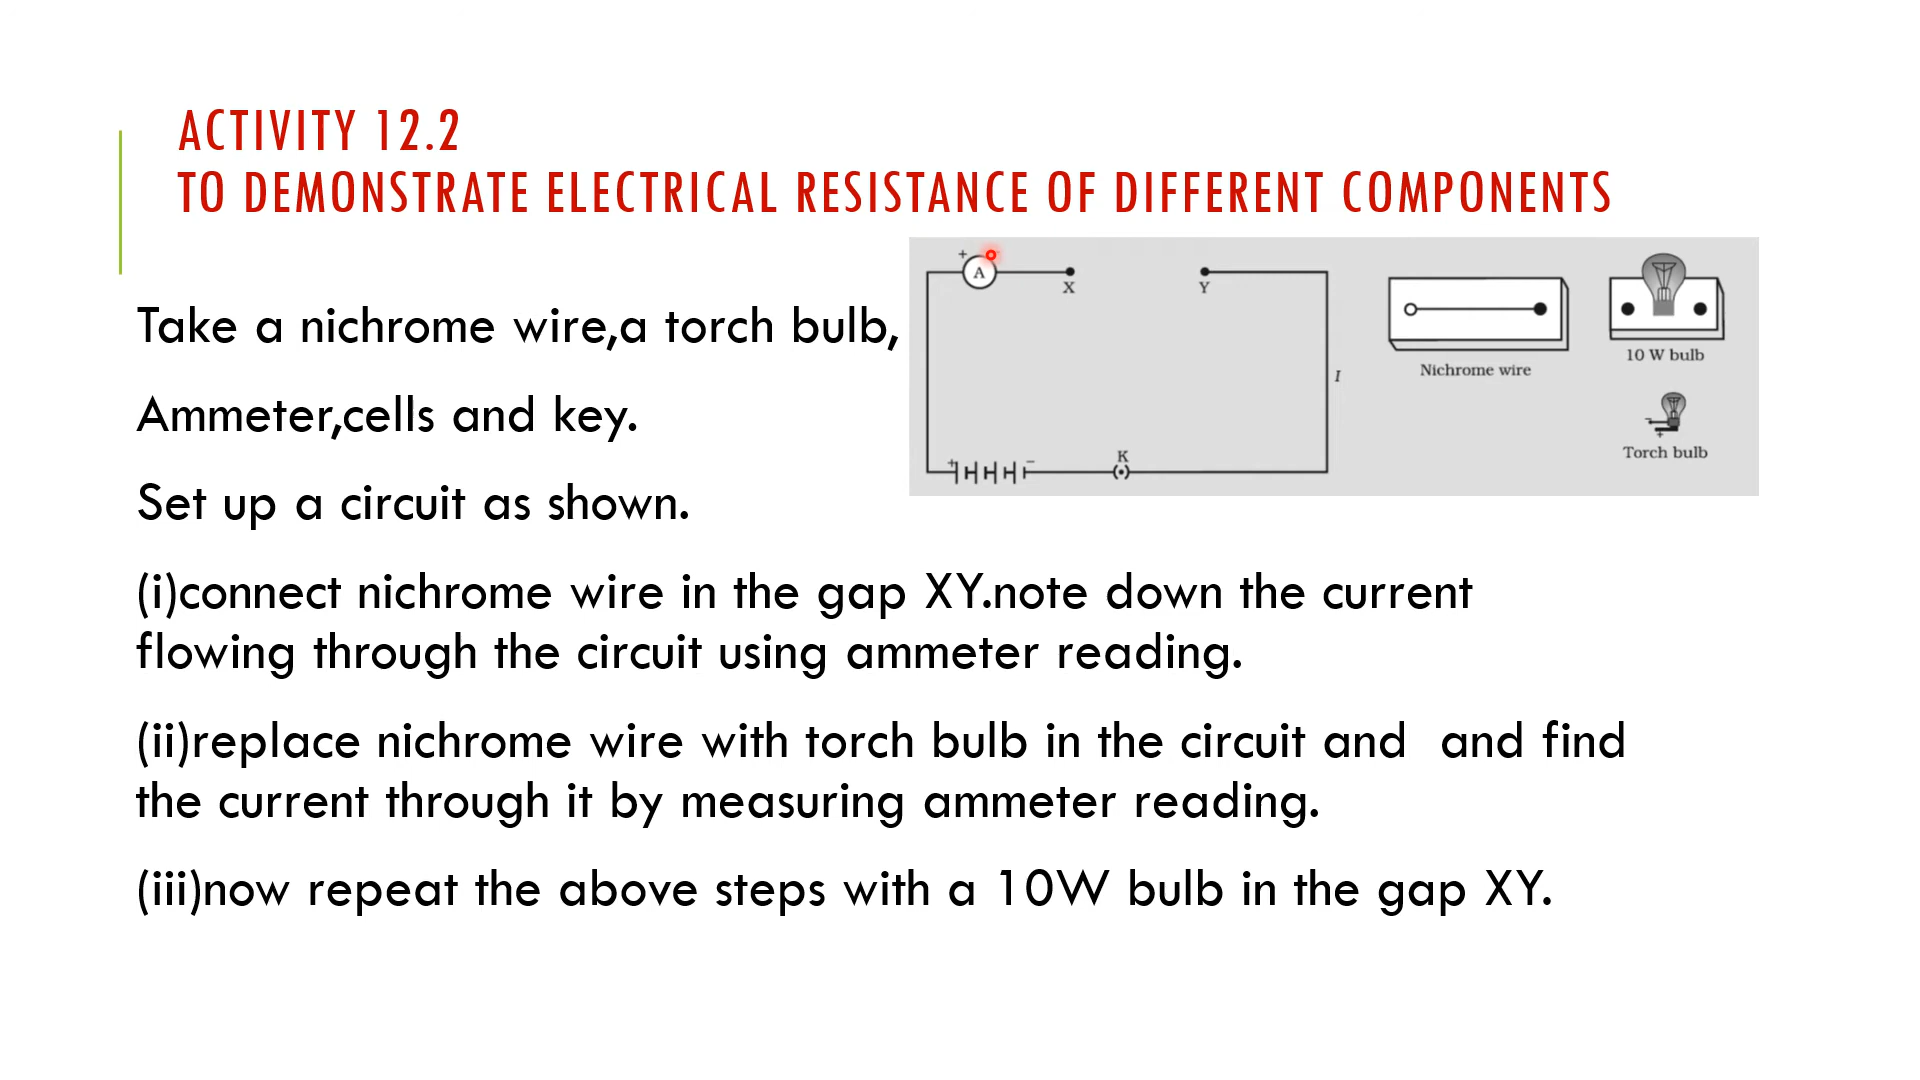 ACTIVITY 12.2
TO DEMONSTRATE ELECTRICAL RESISTANCE OF DIFFERENT COMPONENTS
Take a nichrome wire,a torch bulb,
Ammeter,cells and key.
Set up a circuit as shown.
(i)connect nichrome wire in the gap XY.note down the current
flowing through the circuit using ammeter reading.
(ii)replace nichrome wire with torch bulb in the circuit and  and find
the current through it by measuring ammeter reading.
(iii)now repeat the above steps with a 10W bulb in the gap XY.
+
A
X
Y
I
+
−
K
Nichrome wire
10 W bulb
−
+
Torch bulb